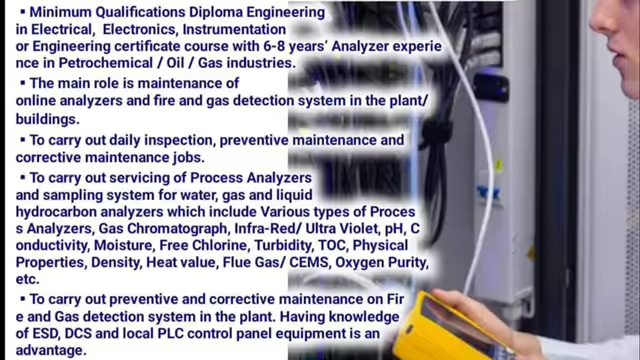 ▪ Minimum Qualifications Diploma Engineering
in Electrical, Electronics, Instrumentation
or Engineering certificate course with 6-8 years’ Analyzer experie
nce in Petrochemical / Oil / Gas industries.
▪ The main role is maintenance of
online analyzers and fire and gas detection system in the plant/
buildings.
▪ To carry out daily inspection, preventive maintenance and
corrective maintenance jobs.
▪ To carry out servicing of Process Analyzers
and sampling system for water, gas and liquid
hydrocarbon analyzers which include Various types of Proces
s Analyzers, Gas Chromatograph, Infra-Red/ Ultra Violet, pH, C
onductivity, Moisture, Free Chlorine, Turbidity, TOC, Physical
Properties, Density, Heat value, Flue Gas/ CEMS, Oxygen Purity,
etc.
▪ To carry out preventive and corrective maintenance on Fir
e and Gas detection system in the plant. Having knowledge
of ESD, DCS and local PLC control panel equipment is an
advantage.